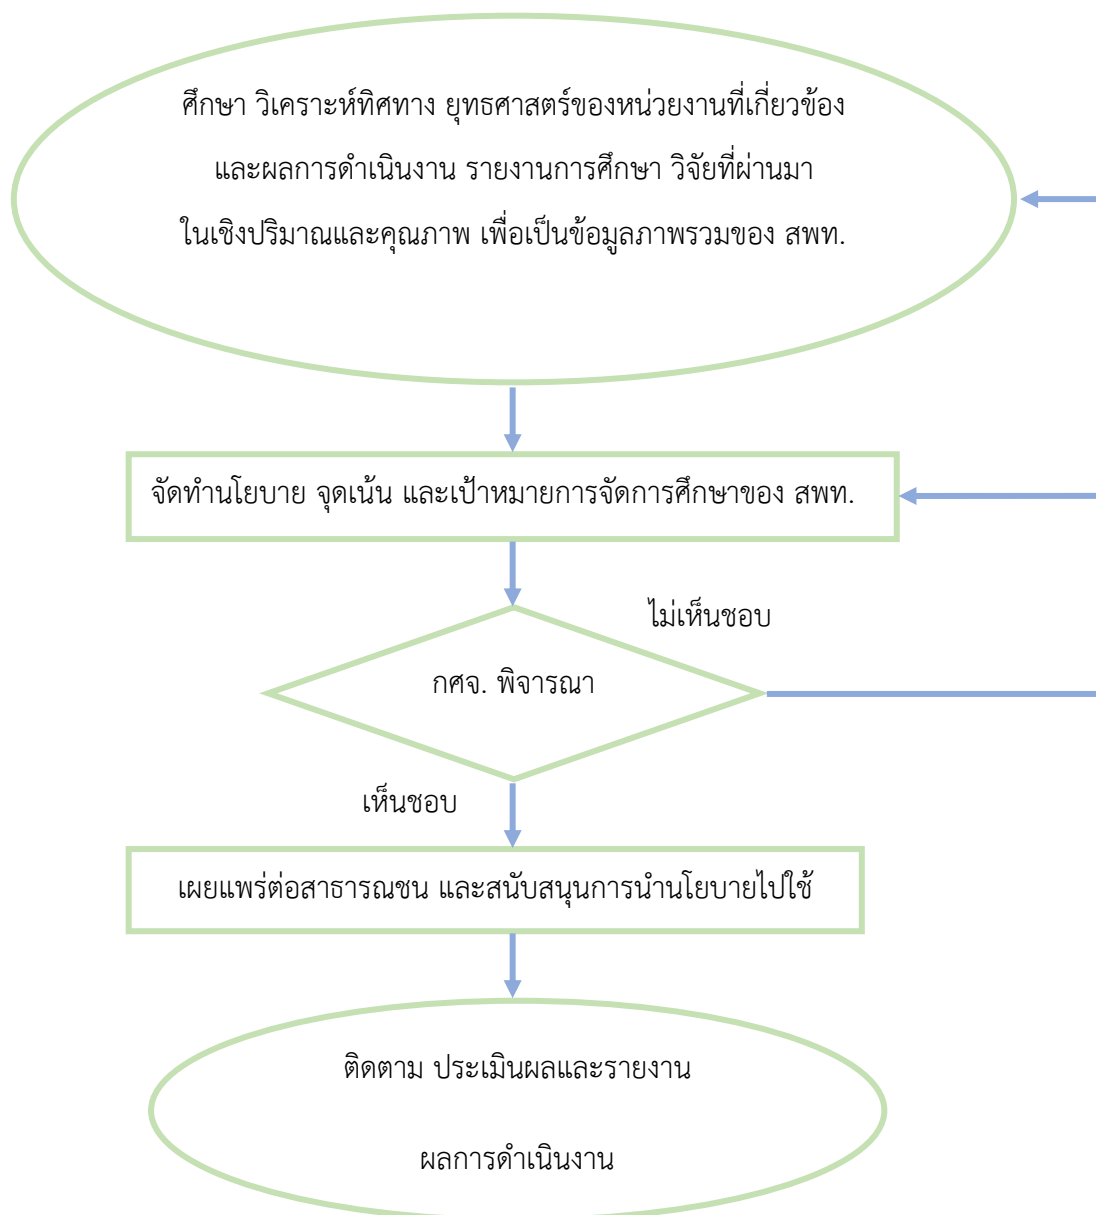 ศึกษา วิเคราะห์ทิศทาง ยุทธศาสตร์ของหน่วยงานที่เกี่ยวข้อง
และผลการดำเนินงาน รายงานการศึกษา วิจัยที่ผ่านมา
ในเชิงปริมาณและคุณภาพ เพื่อเป็นข้อมูลภาพรวมของ สพท.
จัดทำนโยบาย จุดเน้น และเป้าหมายการจัดการศึกษาของ สพท.
ไม่เห็นชอบ
กศจ. พิจารณา
เห็นชอบ
เผยแพร่ต่อสาธารณชน และสนับสนุนการนำนโยบายไปใช้
ติดตาม ประเมินผลและรายงาน
ผลการดำเนินงาน